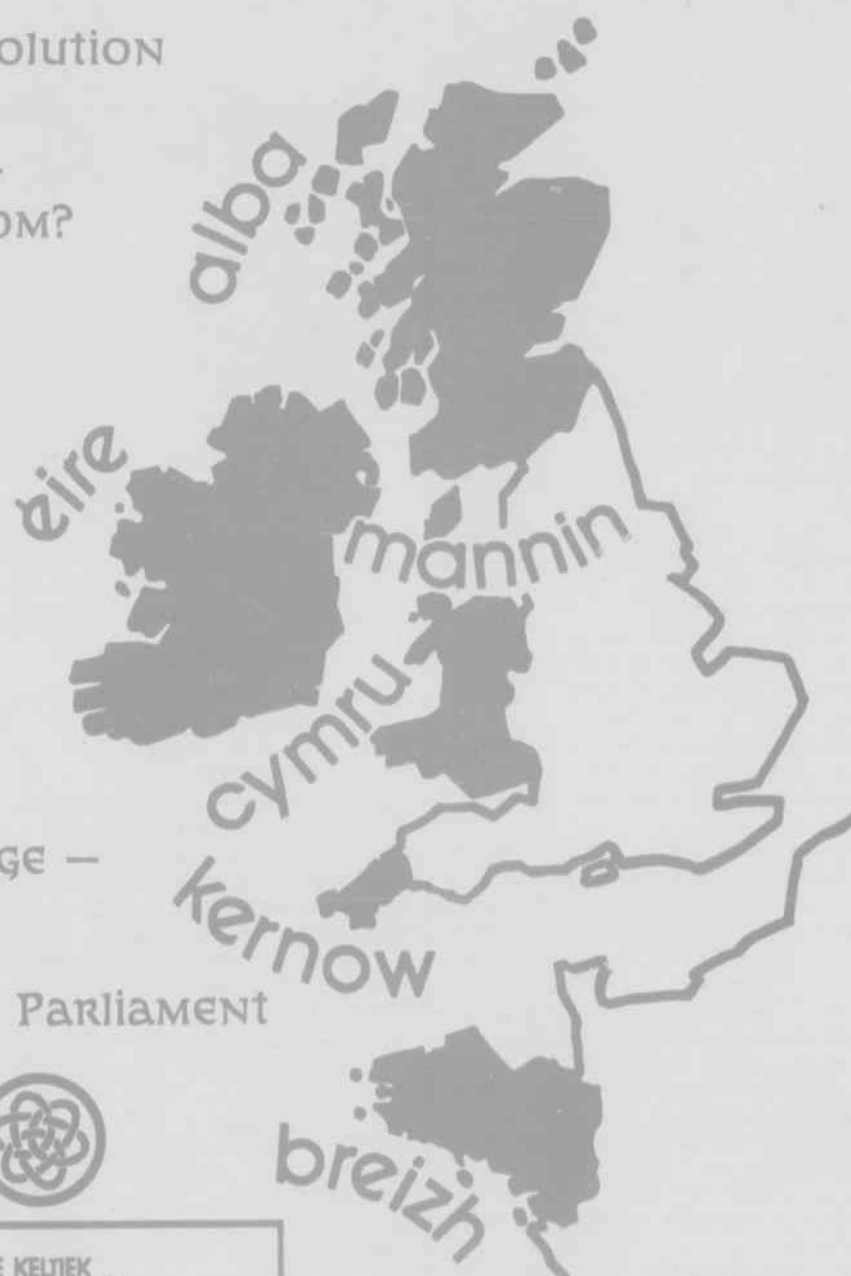 olution
alba
om?
éire
mannin
cymru
ge —
kernow
Parliament
breizh
E KELTIEK